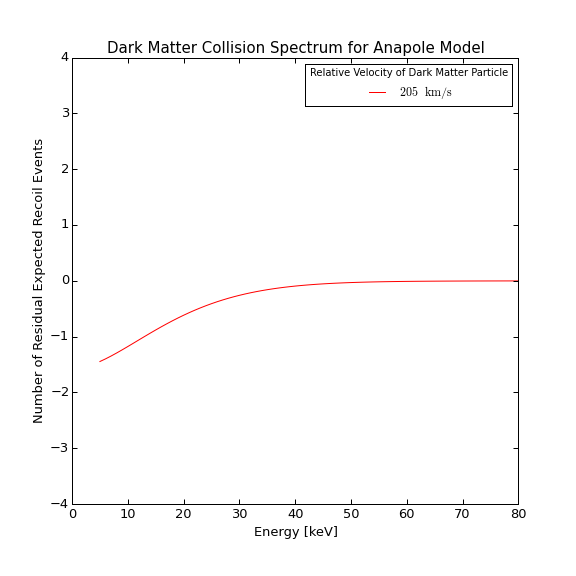 Dark Matter Collision Spectrum for Anapole Model
Relative Velocity of Dark Matter Particle
205 km/s
4
3
2
1
0
−1
−2
−3
−4
Number of Residual Expected Recoil Events
0 10 20 30 40 50 60 70 80
Energy [keV]